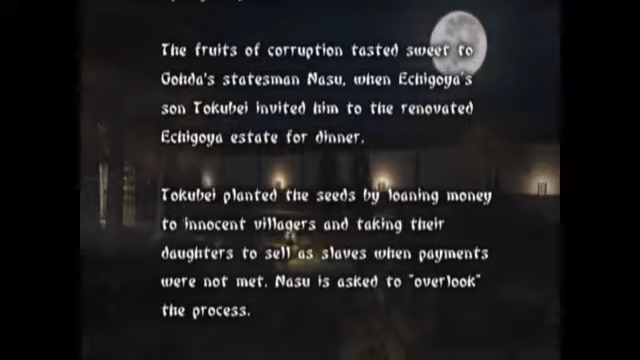 The fruits of corruption tasted sweet to
Gohda's statesman Nasu, when Echigoya's
son Tokubei invited him to the renovated
Echigoya estate for dinner.
Tokubei planted the seeds by loaning money
to innocent villagers and taking their
daughters to sell as slaves when payments
were not met. Nasu is asked to "overlook"
the process.